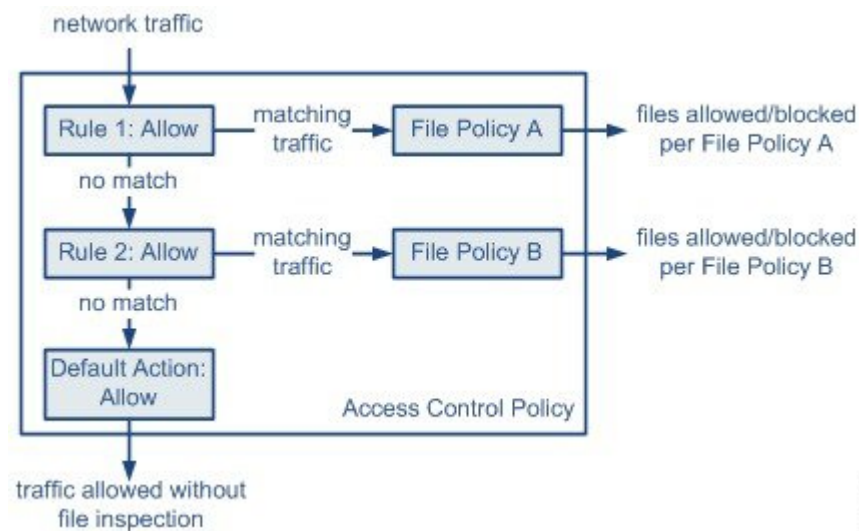 network traffic
Rule 1: Allow
matching
traffic
File Policy A
files allowed/blocked
per File Policy A
no match
Rule 2: Allow
matching
traffic
File Policy B
files allowed/blocked
per File Policy B
no match
Default Action:
Allow
Access Control Policy
traffic allowed without
file inspection